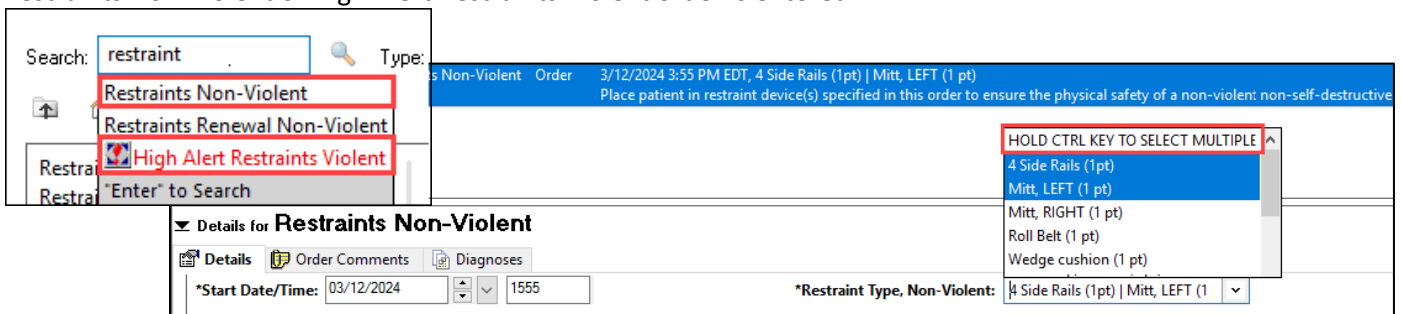 Search: restraint Type:
Restraints Non-Violent
Restraints Renewal Non-Violent
High Alert Restraints Violent
"Enter" to Search
Non-Violent Order 3/12/2024 3:55 PM EDT, 4 Side Rails (1pt) | Mitt, LEFT (1 pt)
Place patient in restraint device(s) specified in this order to ensure the physical safety of a non-violent non-self-destructive
HOLD CTRL KEY TO SELECT MULTIPLE
4 Side Rails (1pt)
Mitt, LEFT (1 pt)
Mitt, RIGHT (1 pt)
Roll Belt (1 pt)
Wedge cushion (1 pt)
Details for Restraints Non-Violent
Details Order Comments Diagnoses
*Start Date/Time: 03/12/2024 1555 *Restraint Type, Non-Violent: 4 Side Rails (1pt) | Mitt, LEFT (1